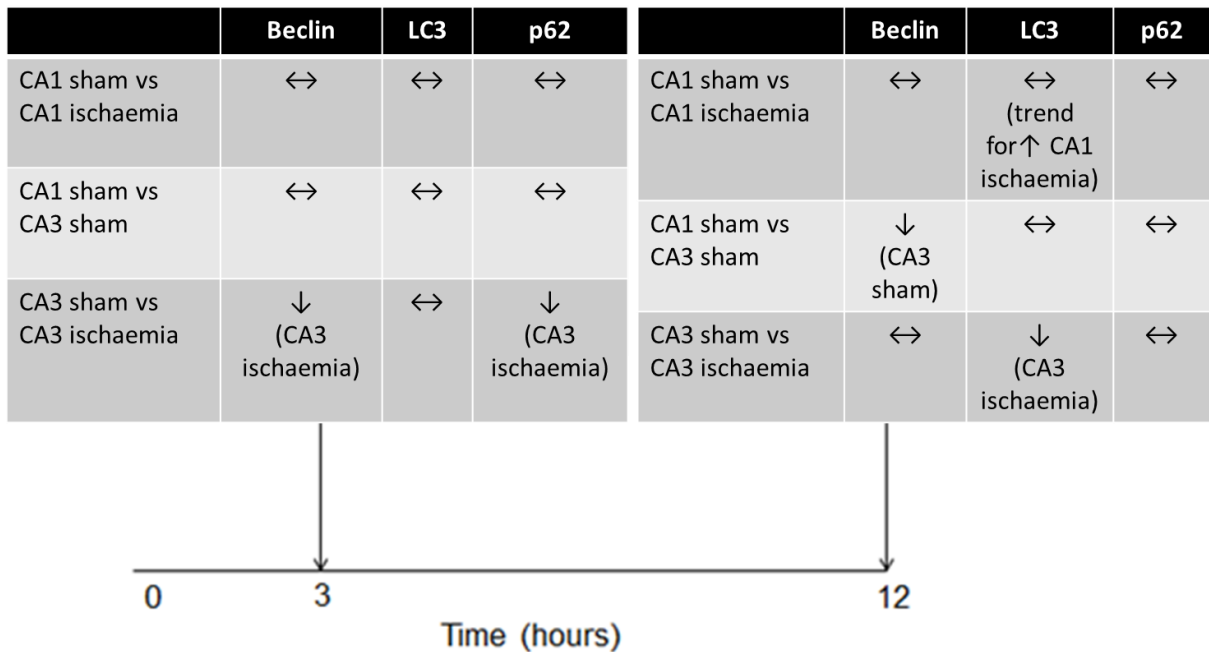 Beclin LC3 p62
CA1 sham vs ↔ ↔ ↔
CA1 ischaemia
CA1 sham vs ↔ ↔ ↔
CA3 sham
CA3 sham vs ↓ ↔ ↓
CA3 ischaemia (CA3 (CA3
ischaemia) ischaemia)
Beclin LC3 p62
CA1 sham vs ↔ ↔ ↔
CA1 ischaemia (trend
for↑ CA1
ischaemia)
CA1 sham vs ↓ ↔ ↔
CA3 sham (CA3
sham)
CA3 sham vs ↔ ↓ ↔
CA3 ischaemia (CA3
ischaemia)
0 3 12
Time (hours)